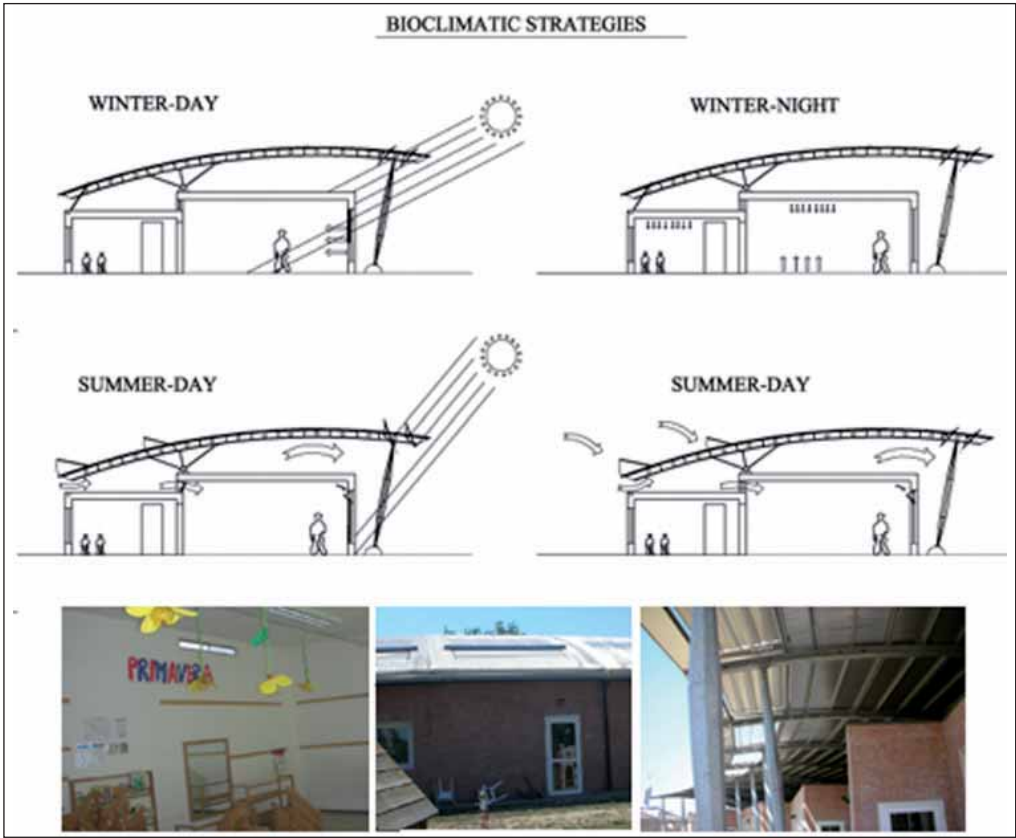 BIOCLIMATIC STRATEGIES
WINTER-DAY
WINTER-NIGHT
SUMMER-DAY
SUMMER-DAY
PRIMAVERA